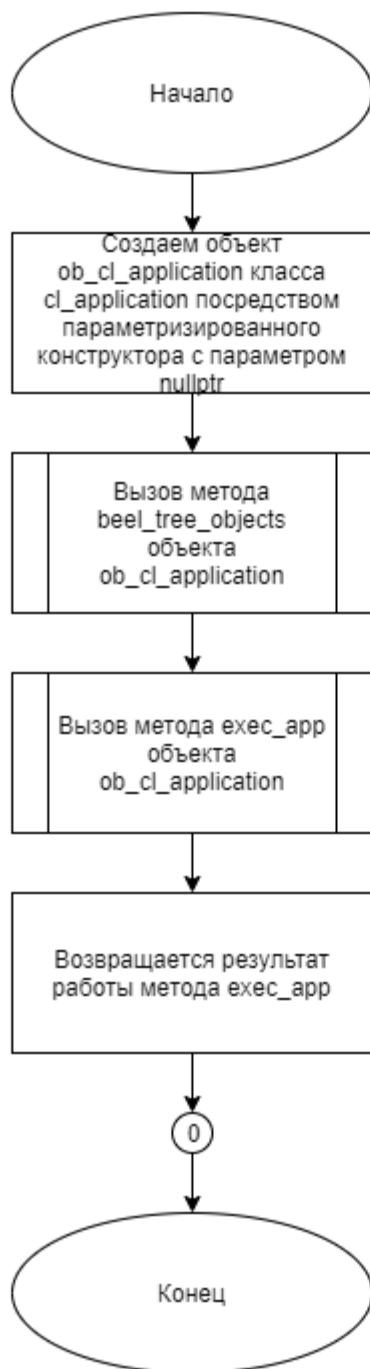 Начало
Создаем объект
ob_cl_application класса
cl_application посредством
параметризированного
конструктора с параметром
nullptr
Вызов метода
beel_tree_objects
объекта
ob_cl_application
Вызов метода exec_app
объекта
ob_cl_application
Возвращается результат
работы метода exec_app
0
Конец